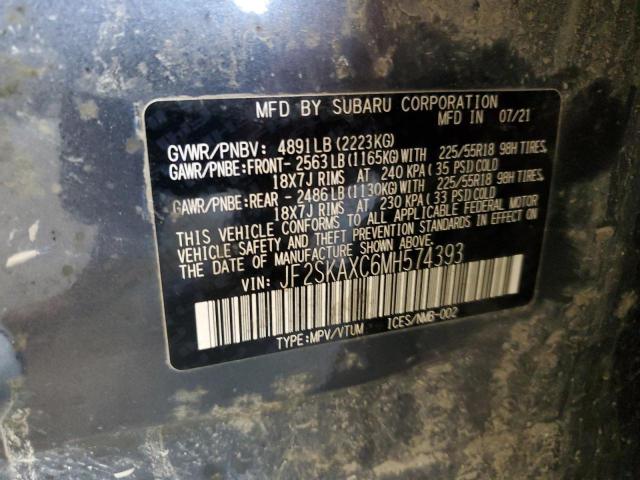 MFD BY SUBARU CORPORATION
MFD IN 07/21
GVWR/PNBV: 4891LB(2223KG)
GAWR/PNBE:FRONT-2563LB(1165KG)WITH 225/55R18 98H TIRES,
18X7J RIMS AT 240 KPA(35 PSI)COLD
GAWR/PNBE:REAR -2486LB(1130KG)WITH 225/55R18 98H TIRES,
18X7J RIMS AT 230 KPA(33 PSI)COLD
THIS VEHICLE CONFORMS TO ALL APPLICABLE FEDERAL MOTOR
VEHICLE SAFETY AND THEFT PREVENTION STANDARDS IN EFFECT ON
THE DATE OF MANUFACTURE SHOWN ABOVE.
VIN: JF2SKAXC6MH574393
TYPE:MPV/VTUM ICES/NMB-002